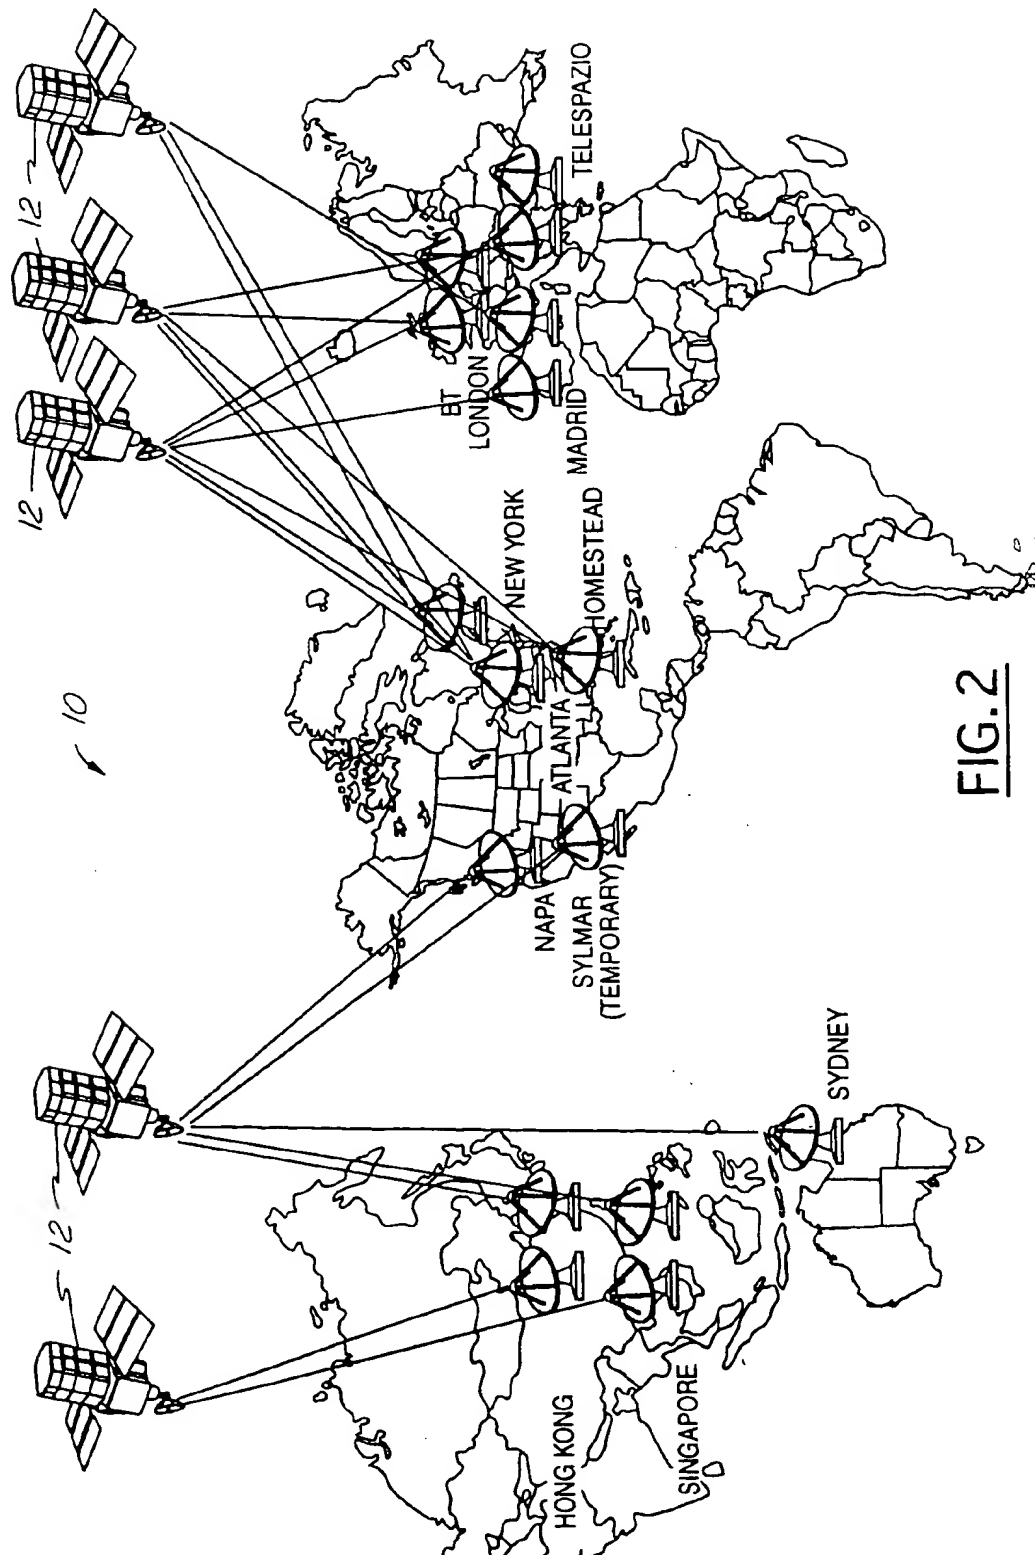 10
12
12
12
HONG KONG
SINGAPORE
SYDNEY
NAPA
SYLMAR
(TEMPORARY)
ATLANTA
NEW YORK
HOMESTEAD
BT
LONDON
MADRID
TELESPAZIO
FIG.2